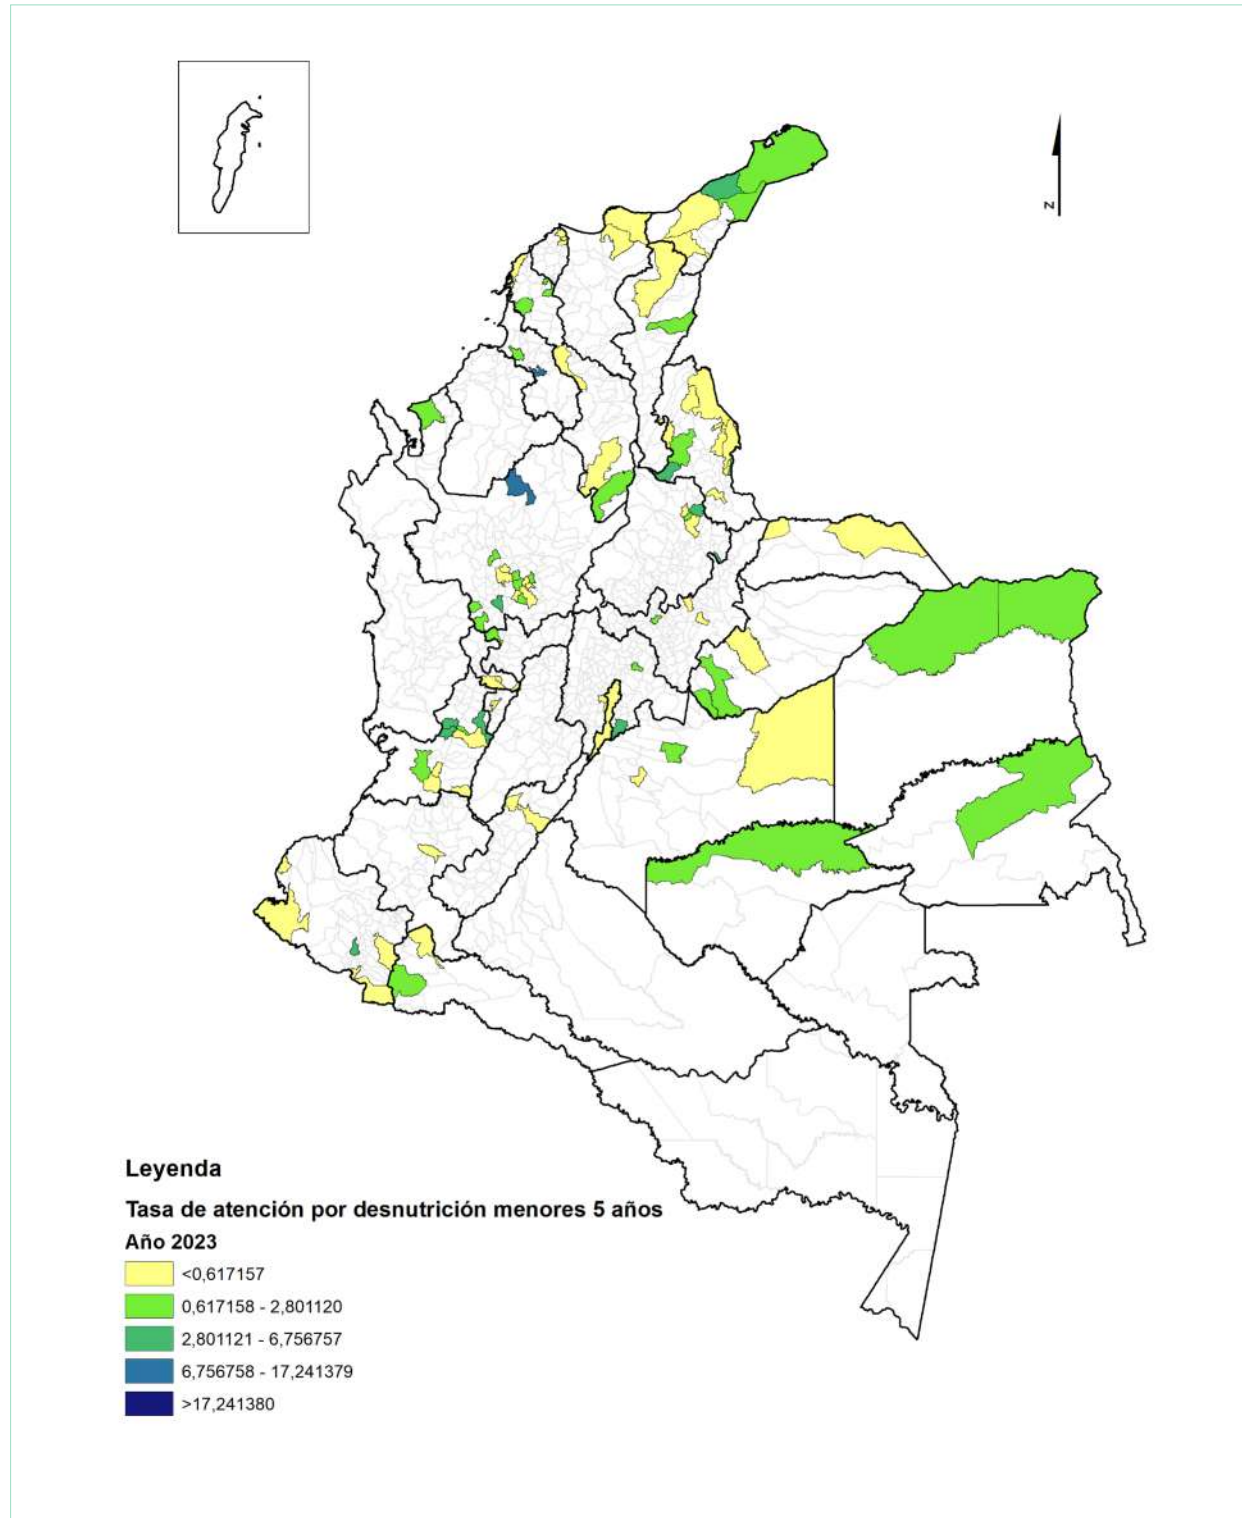 N
Leyenda
Tasa de atención por desnutrición menores 5 años
Año 2023
<0,617157
0,617158 - 2,801120
2,801121 - 6,756757
6,756758 - 17,241379
>17,241380